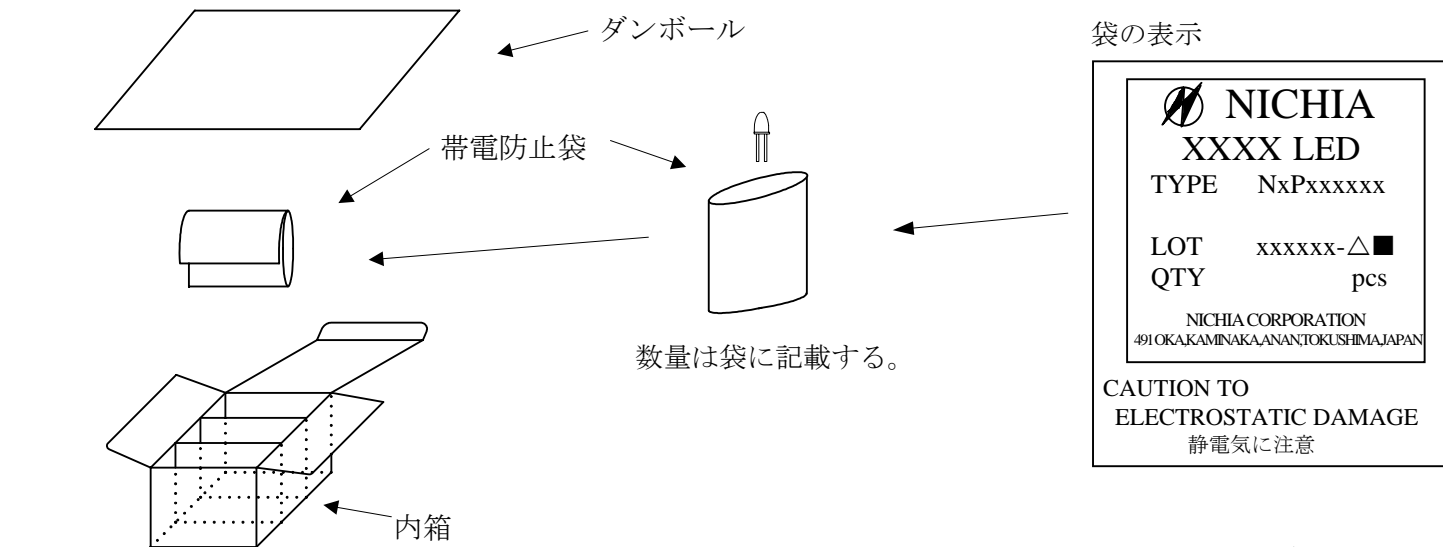 ダンボール
帯電防止袋
数量は袋に記載する。
内箱
袋の表示
NICHIA
XXXX LED
TYPE NxPxxxxxx
LOT xxxxxx-△■
QTY pcs
NICHIA CORPORATION
491 OKA,KAMINAKA,ANAN,TOKUSHIMA,JAPAN
CAUTION TO
ELECTROSTATIC DAMAGE
静電気に注意